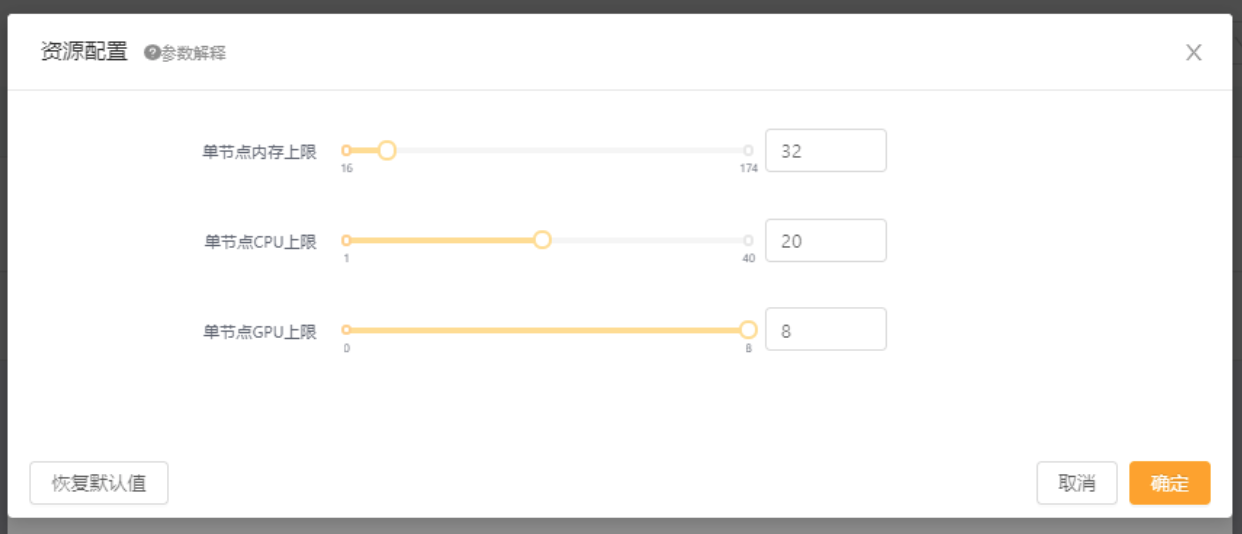 资源配置 ?参数解释
单节点内存上限 32
16 174
单节点CPU上限 20
1 40
单节点GPU上限 8
0 8
恢复默认值 取消 确定